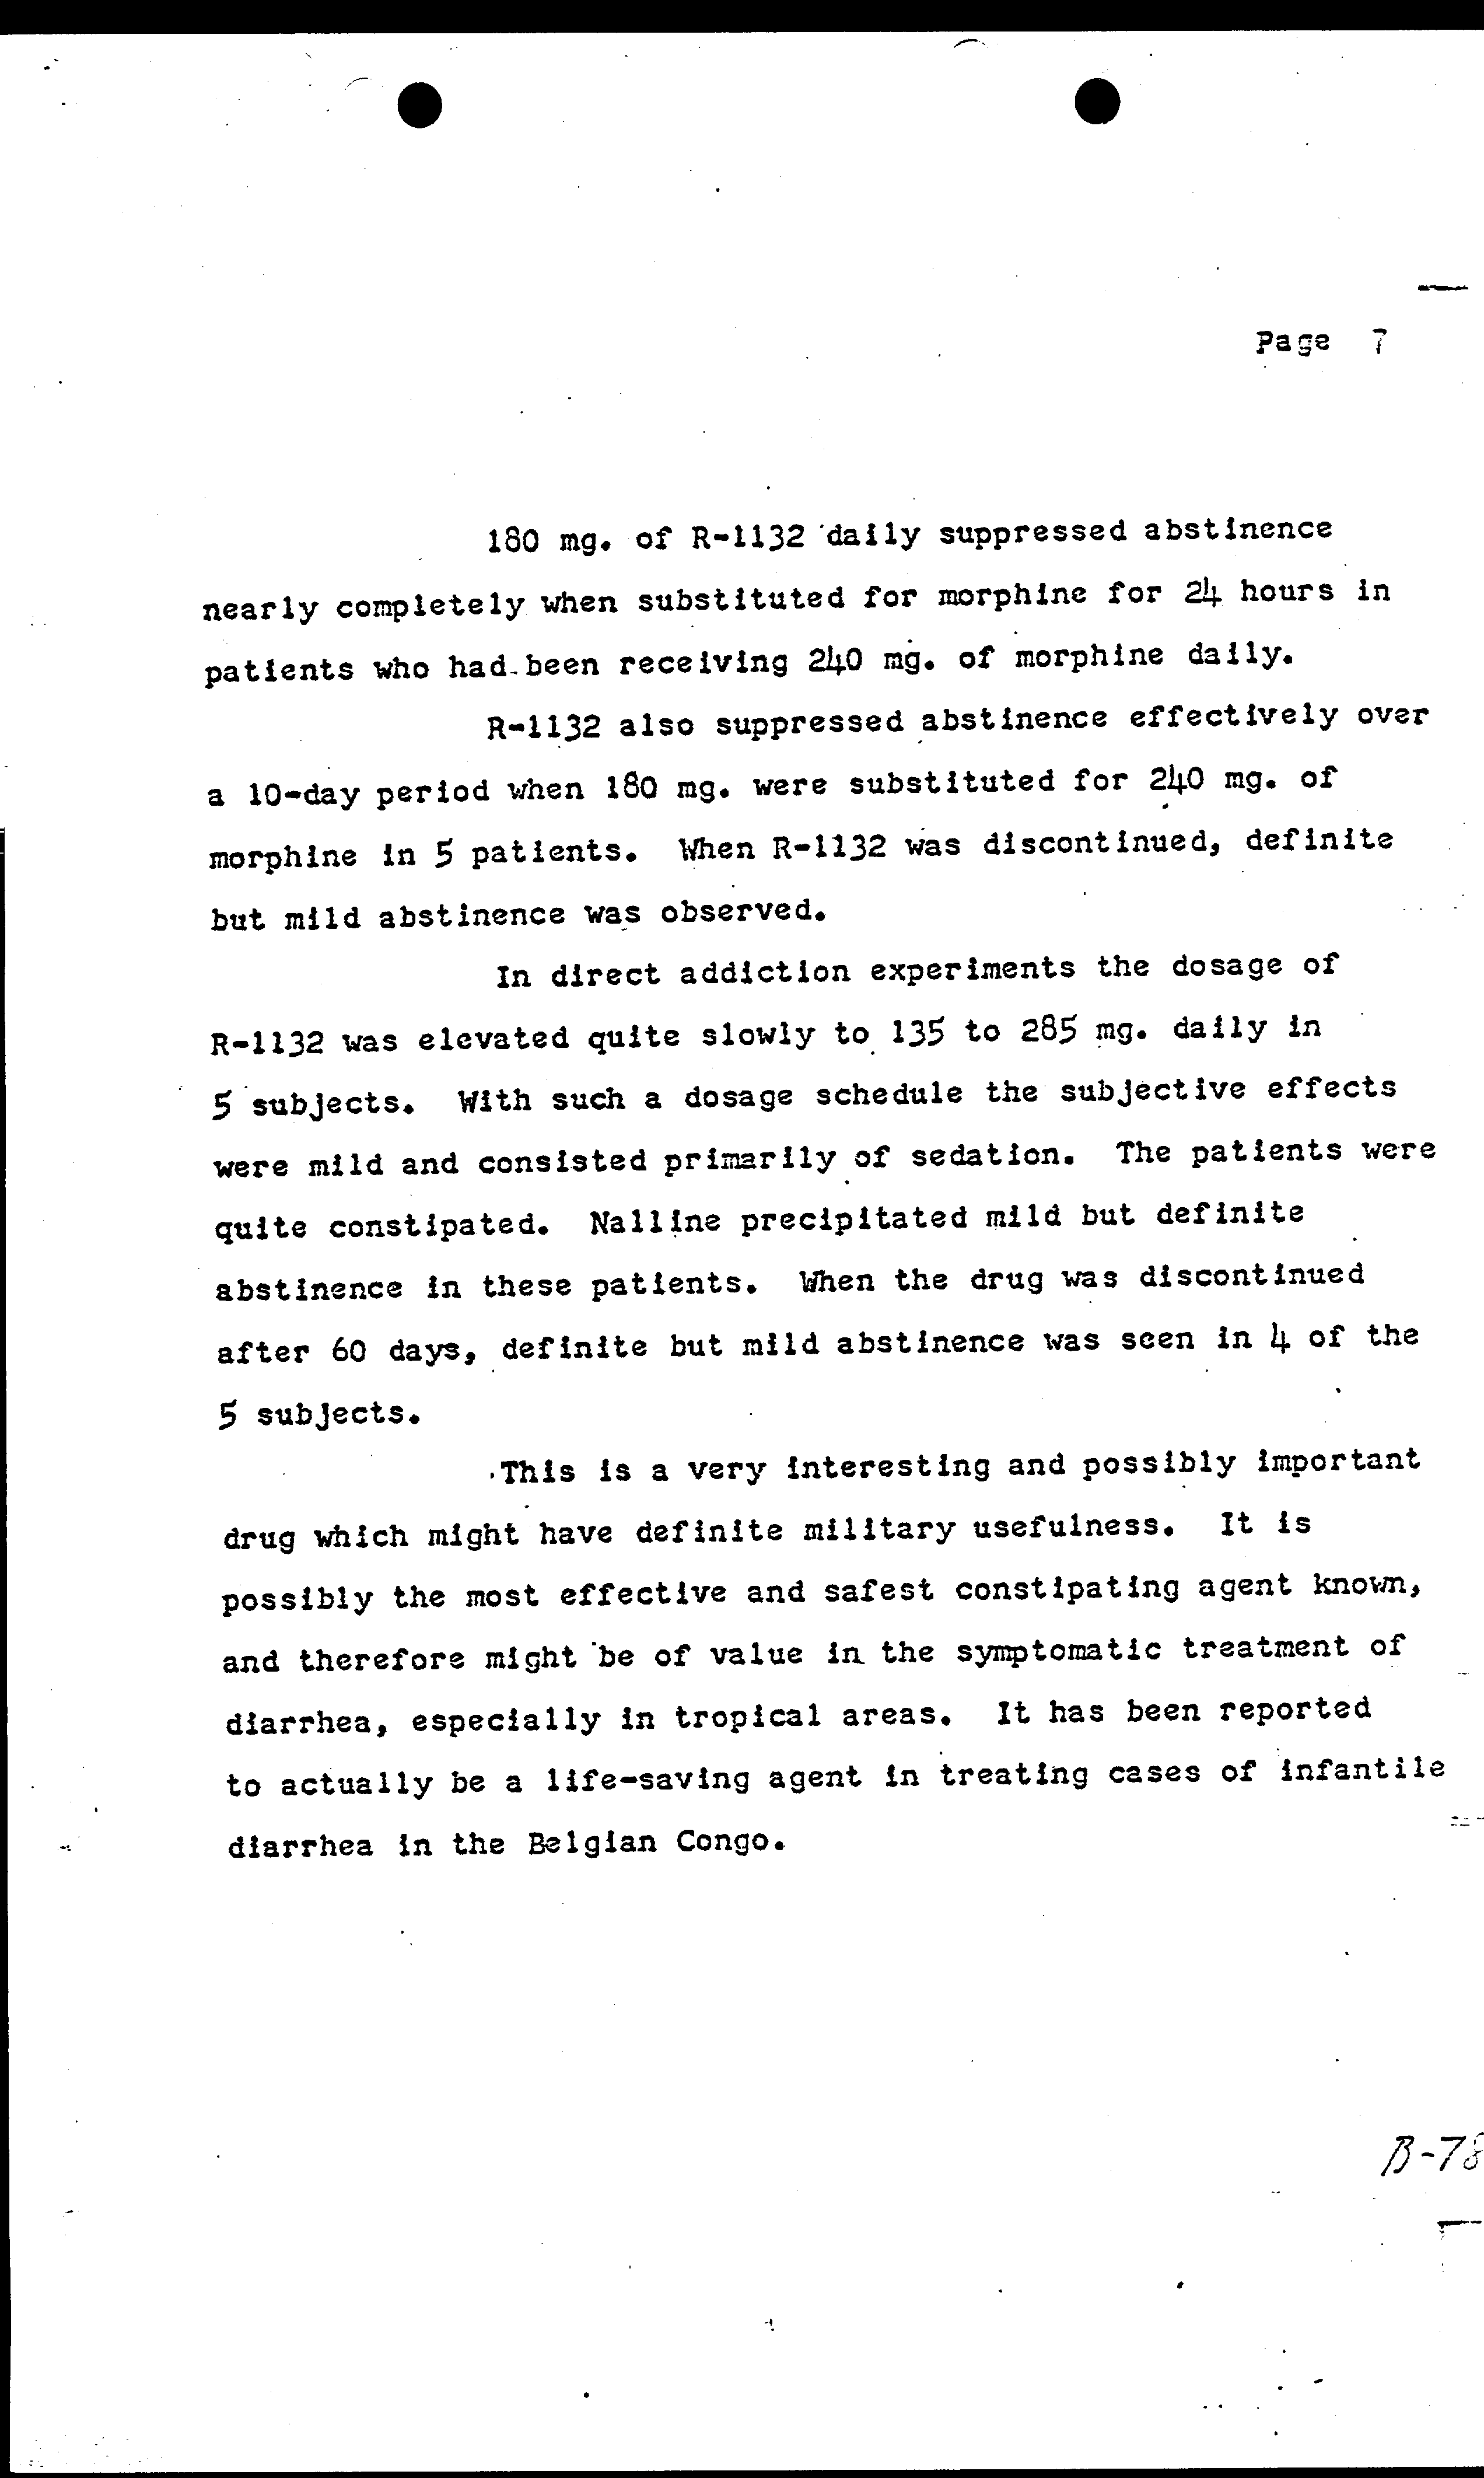 Page 7
180 mg. of R-1132 daily suppressed abstinence
nearly completely when substituted for morphine for 24 hours in
patients who had been receiving 240 mg. of morphine daily.
R-1132 also suppressed abstinence effectively over
a 10-day period when 180 mg. were substituted for 240 mg. of
morphine in 5 patients. When R-1132 was discontinued, definite
but mild abstinence was observed.
In direct addiction experiments the dosage of
R-1132 was elevated quite slowly to 135 to 285 mg. daily in
5 subjects. With such a dosage schedule the subjective effects
were mild and consisted primarily of sedation. The patients were
quite constipated. Nalline precipitated mild but definite
abstinence in these patients. When the drug was discontinued
after 60 days, definite but mild abstinence was seen in 4 of the
5 subjects.
This is a very interesting and possibly important
drug which might have definite military usefulness. It is
possibly the most effective and safest constipating agent known,
and therefore might be of value in the symptomatic treatment of
diarrhea, especially in tropical areas. It has been reported
to actually be a life-saving agent in treating cases of infantile
diarrhea in the Belgian Congo.
B-78